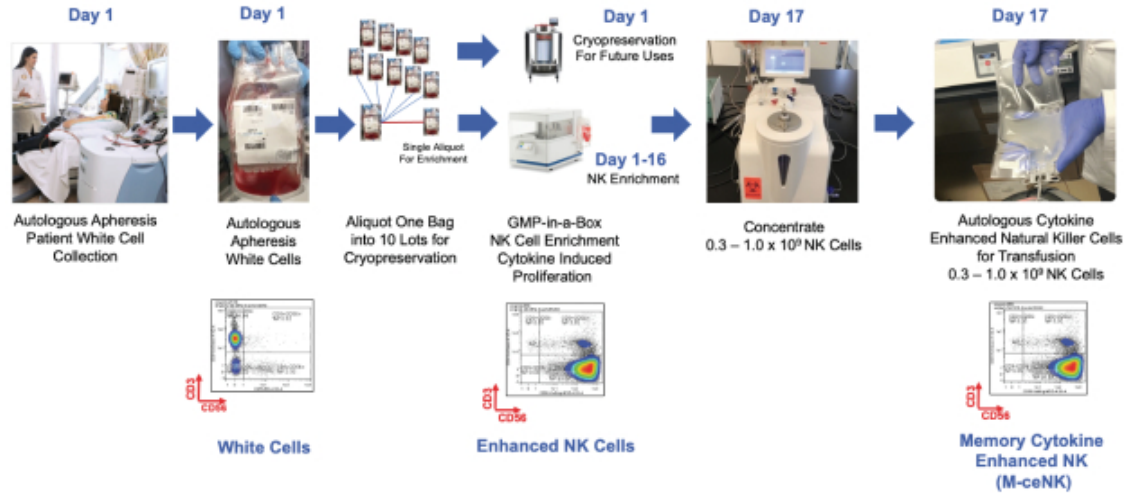 Day 1
Day 1
Day 1
Day 17
Day 17
Cryopreservation
For Future Uses
Single Aliquot
For Enrichment
Day 1-16
NK Enrichment
Autologous Apheresis
Patient White Cell
Collection
Autologous
Apheresis
White Cells
Aliquot One Bag
into 10 Lots for
Cryopreservation
GMP-in-a-Box
NK Cell Enrichment
Cytokine Induced
Proliferation
Concentrate
0.3 – 1.0 x 10⁹ NK Cells
Autologous Cytokine
Enhanced Natural Killer Cells
for Transfusion
0.3 – 1.0 x 10⁹ NK Cells
CD3
CD56
CD3
CD56
CD3
CD56
White Cells
Enhanced NK Cells
Memory Cytokine
Enhanced NK
(M-ceNK)